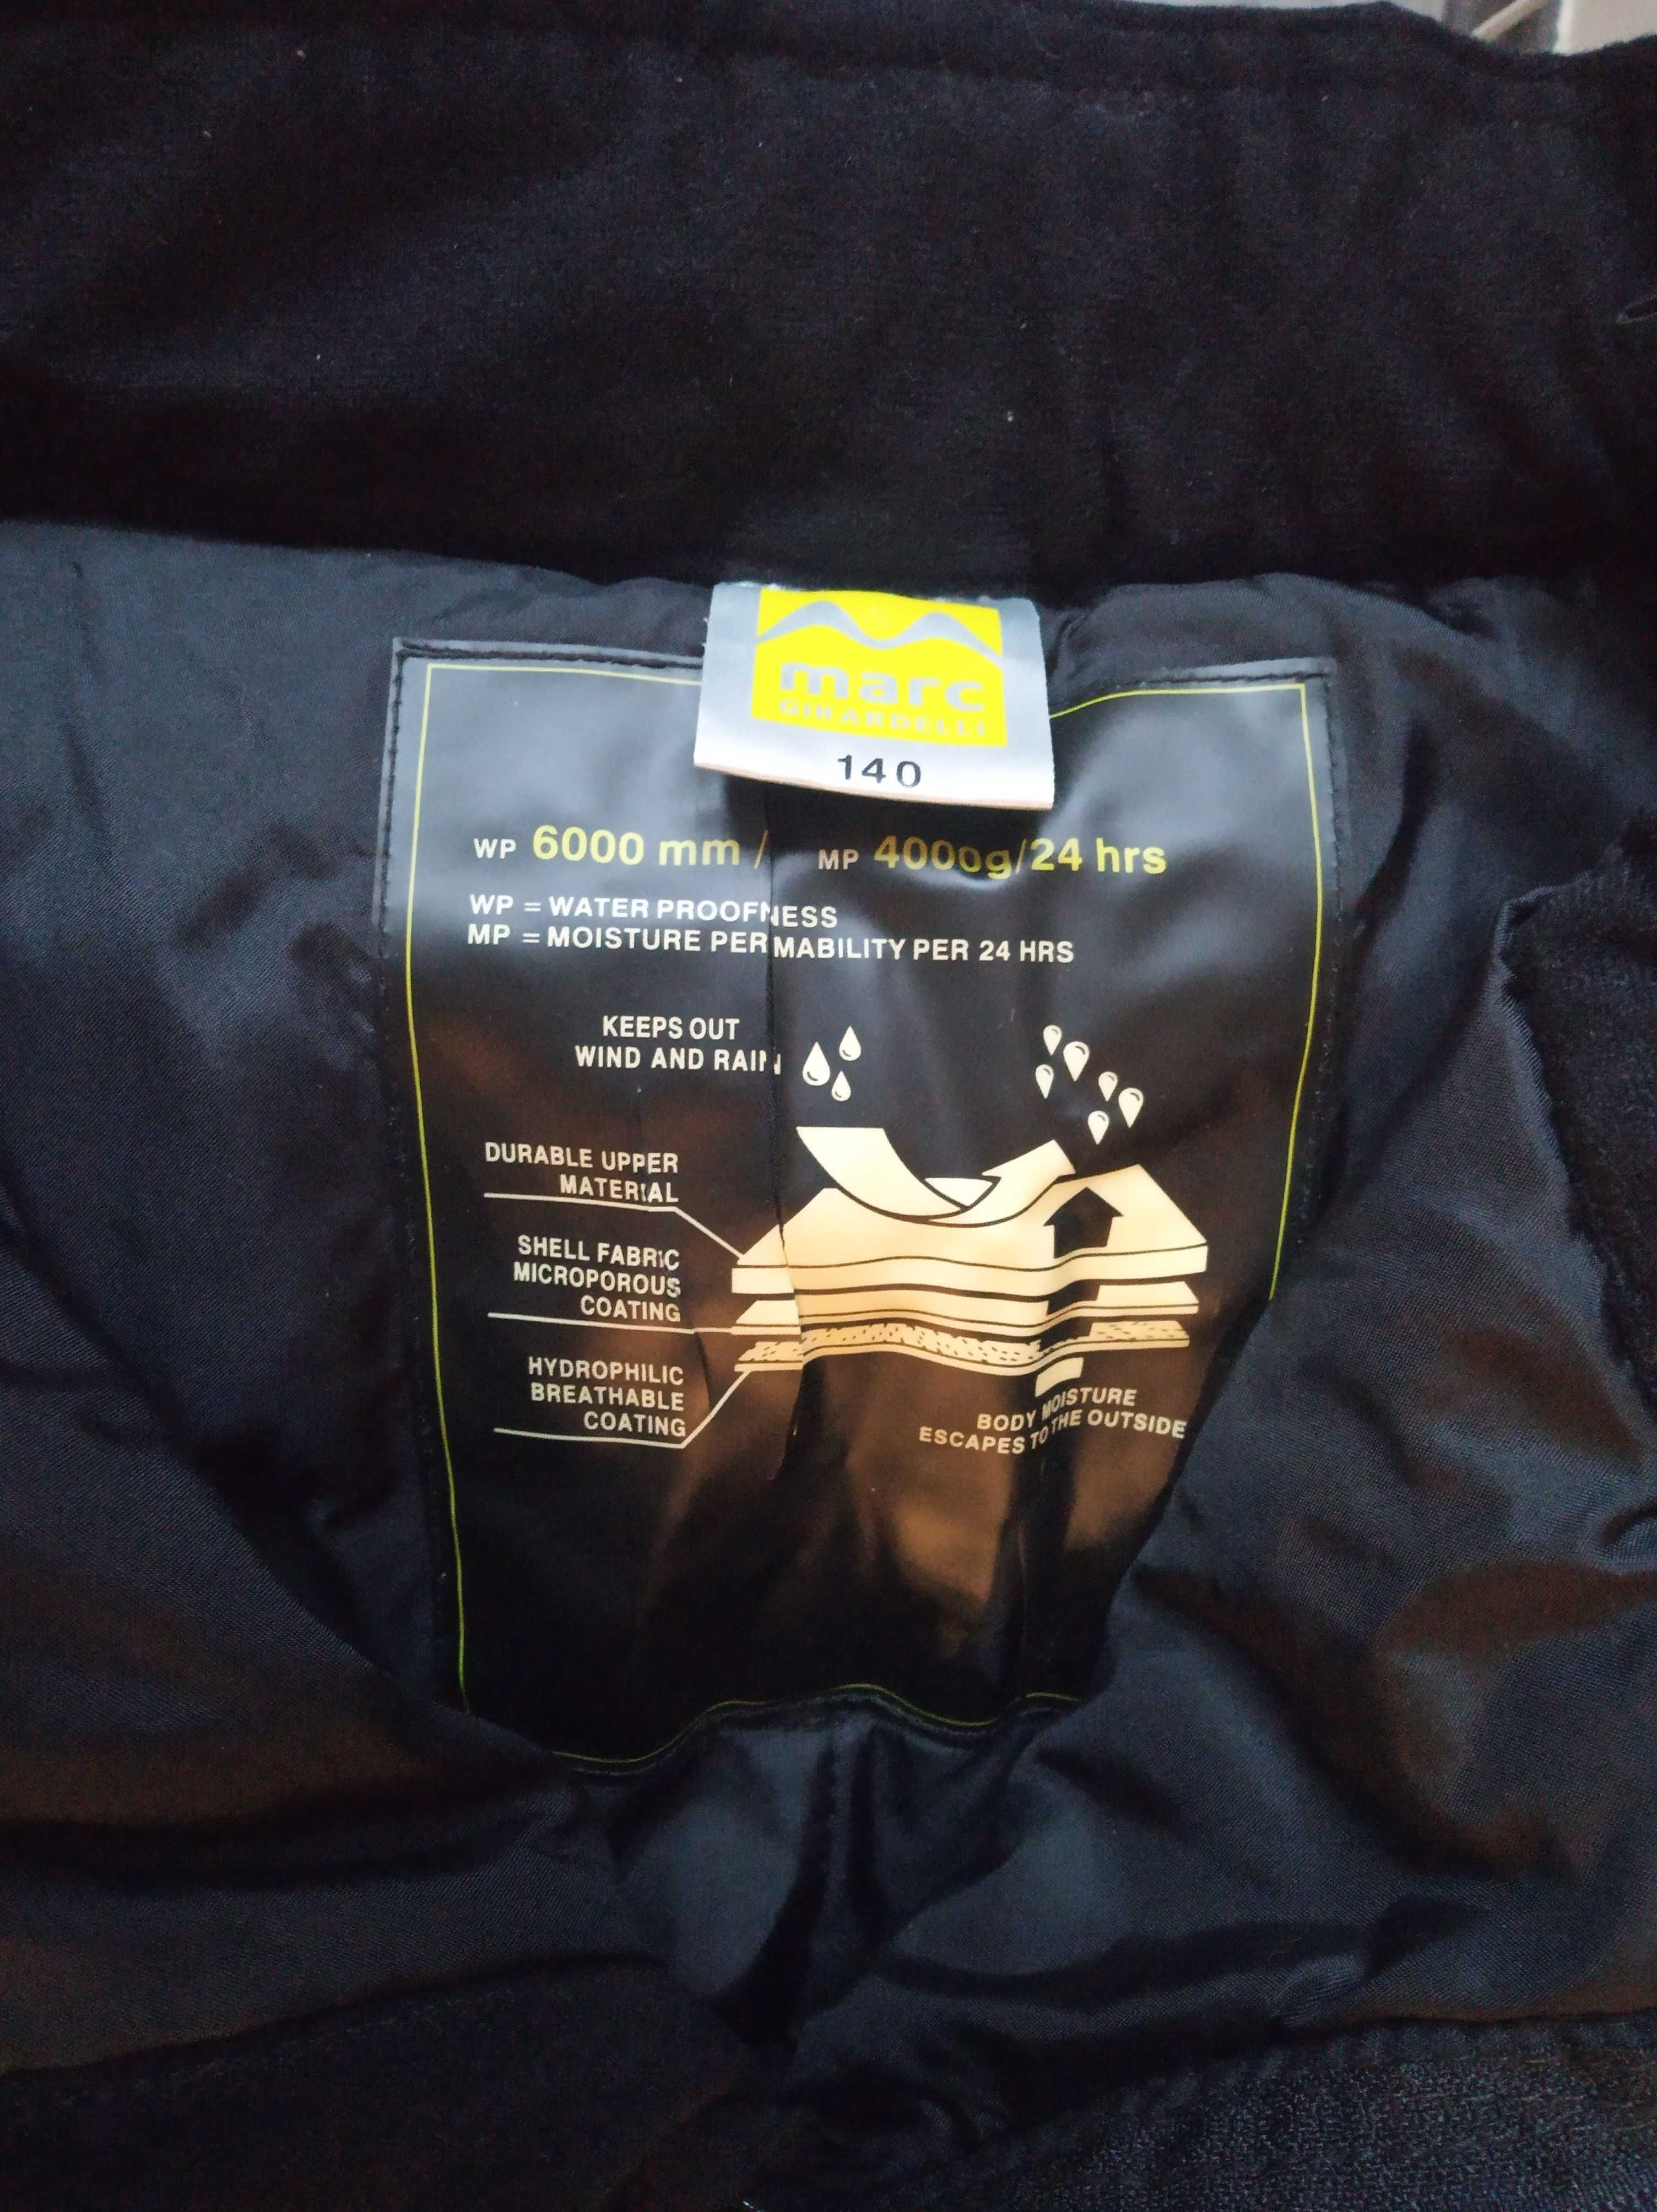 marc
GIRARDELLI
140
WP 6000 mm / MP 4000g/24 hrs
WP = WATER PROOFNESS
MP = MOISTURE PERMABILITY PER 24 HRS
KEEPS OUT
WIND AND RAIN
DURABLE UPPER
MATERIAL
SHELL FABRIC
MICROPOROUS
COATING
HYDROPHILIC
BREATHABLE
COATING
BODY MOISTURE
ESCAPES TO THE OUTSIDE